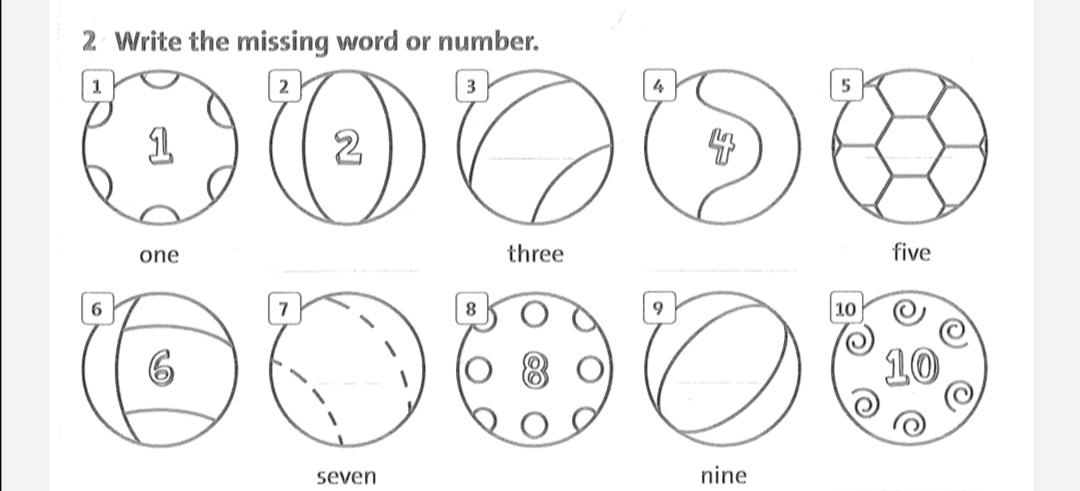 2 Write the missing word or number.
1 2 3 4 5
1 2 4
one three five
6 7 8 9 10
6 8 10
seven nine